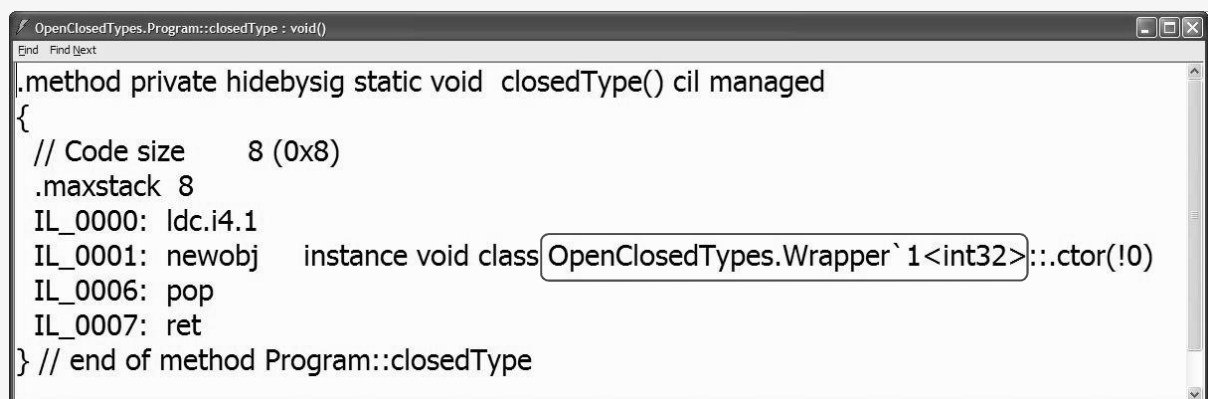 OpenClosedTypes.Program::closedType : void()
Find Find Next
.method private hidebysig static void  closedType() cil managed
{
  // Code size       8 (0x8)
  .maxstack  8
  IL_0000:  ldc.i4.1
  IL_0001:  newobj     instance void class OpenClosedTypes.Wrapper`1<int32>::.ctor(!0)
  IL_0006:  pop
  IL_0007:  ret
} // end of method Program::closedType